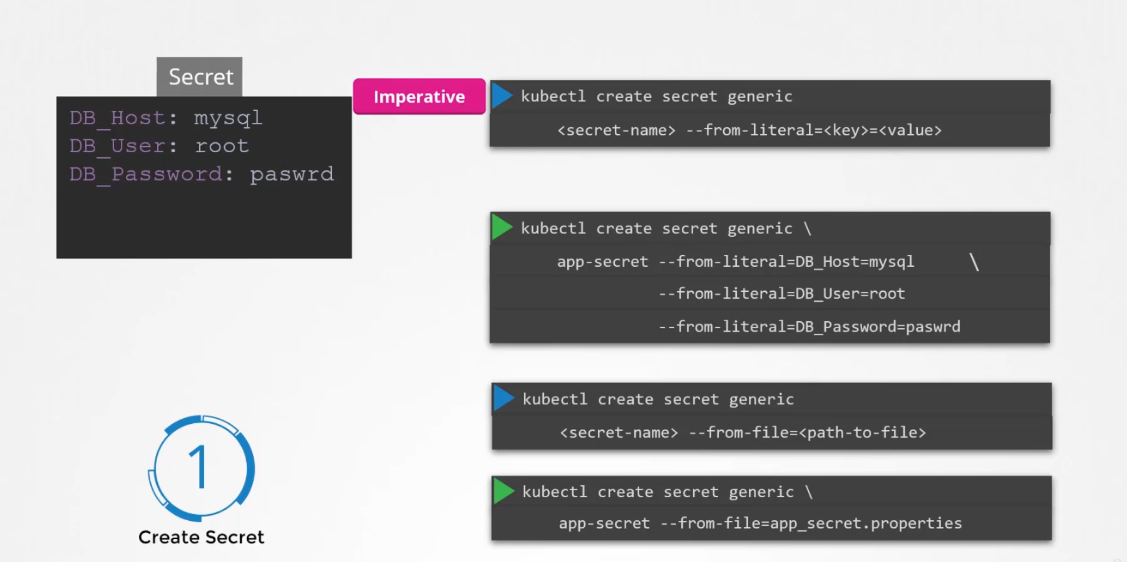 Secret
DB_Host: mysql
DB_User: root
DB_Password: paswrd
Imperative
kubectl create secret generic
<secret-name> --from-literal=<key>=<value>
kubectl create secret generic \
app-secret --from-literal=DB_Host=mysql \
--from-literal=DB_User=root
--from-literal=DB_Password=paswrd
kubectl create secret generic
<secret-name> --from-file=<path-to-file>
kubectl create secret generic \
app-secret --from-file=app_secret.properties
1
Create Secret